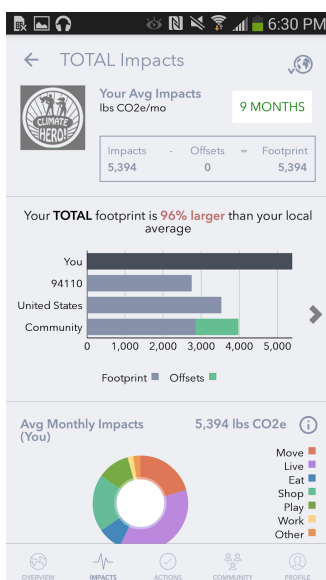 6:30 PM
TOTAL Impacts
CLIMATE
HERO!
Your Avg Impacts
lbs CO2e/mo
9 MONTHS
Impacts - Offsets = Footprint
5,394 0 5,394
Your TOTAL footprint is 96% larger than your local
average
You
94110
United States
Community
0 1,000 2,000 3,000 4,000 5,000
Footprint Offsets
Avg Monthly Impacts
(You)
5,394 lbs CO2e
i
Move
Live
Eat
Shop
Play
Work
Other
OVERVIEW IMPACTS ACTIONS COMMUNITY PROFILE